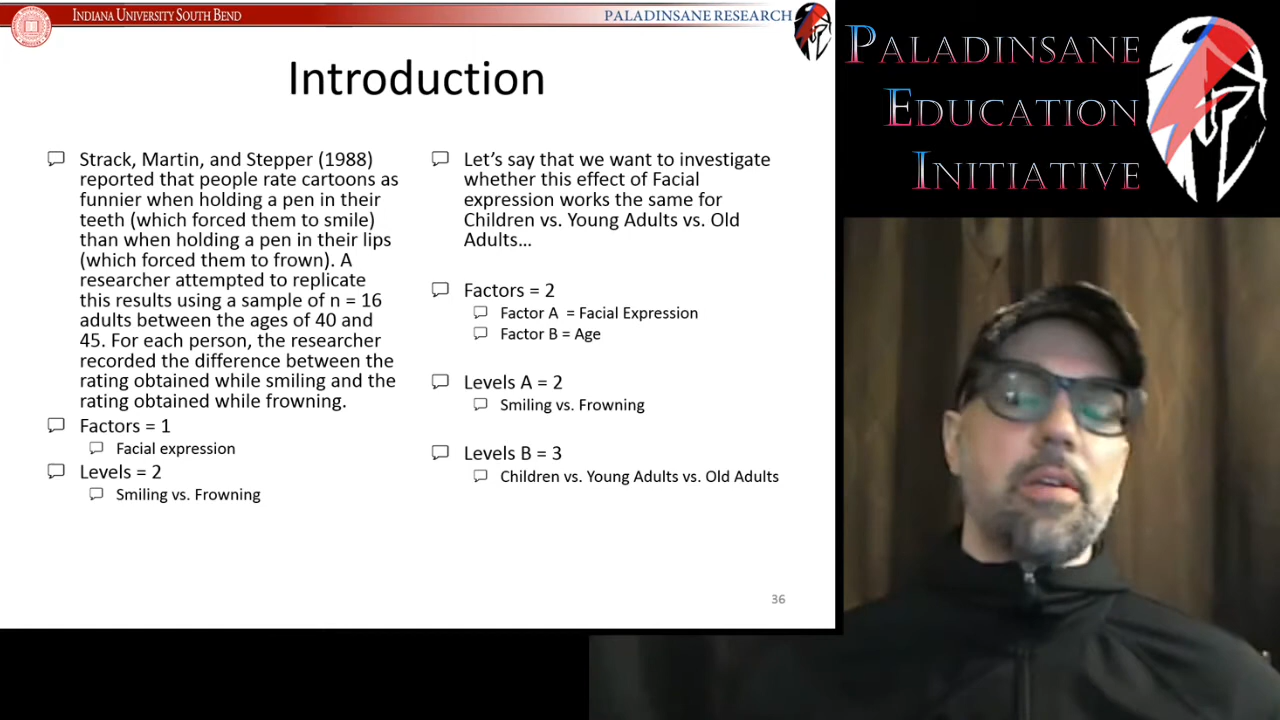 INDIANA UNIVERSITY SOUTH BEND
PALADINSANE RESEARCH
Introduction
Strack, Martin, and Stepper (1988)
reported that people rate cartoons as
funnier when holding a pen in their
teeth (which forced them to smile)
than when holding a pen in their lips
(which forced them to frown). A
researcher attempted to replicate
this results using a sample of n = 16
adults between the ages of 40 and
45. For each person, the researcher
recorded the difference between the
rating obtained while smiling and the
rating obtained while frowning.
Factors = 1
Facial expression
Levels = 2
Smiling vs. Frowning
Let’s say that we want to investigate
whether this effect of Facial
expression works the same for
Children vs. Young Adults vs. Old
Adults…
Factors = 2
Factor A = Facial Expression
Factor B = Age
Levels A = 2
Smiling vs. Frowning
Levels B = 3
Children vs. Young Adults vs. Old Adults
36
PALADINSANE
EDUCATION
INITIATIVE